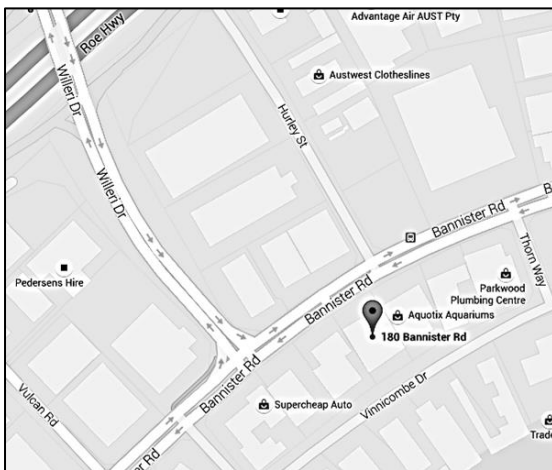 Advantage Air AUST Pty
Roe Hwy
Austwest Clotheslines
Willeri Dr
Hurley St
Willeri Dr
Bannister Rd
B
Thorn Way
Pedersens Hire
Bannister Rd
Parkwood
Plumbing Centre
Aquotix Aquariums
180 Bannister Rd
Bannister Rd
Vinnicombe Dr
Vulcan Rd
Supercheap Auto
Trade
er Rd